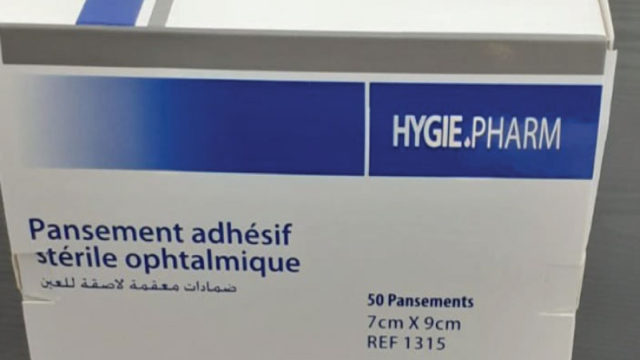 HYGIE.PHARM
Pansement adhésif
stérile ophtalmique
ضمادات معقمة لاصقة للعين
50 Pansements
7cm X 9cm
REF 1315